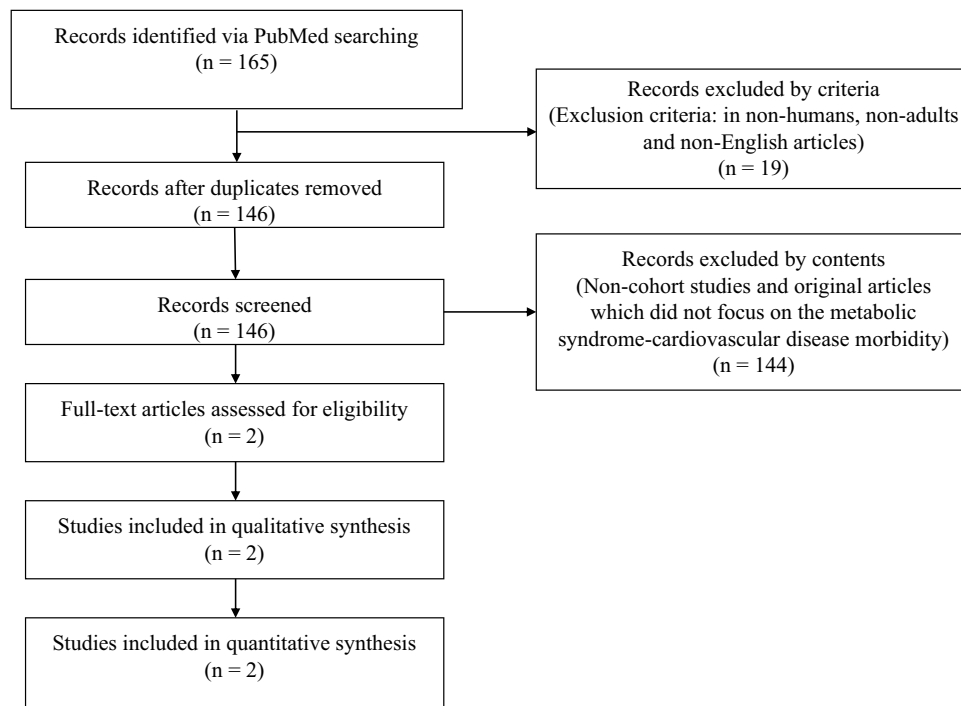 Records identified via PubMed searching
(n = 165)
Records excluded by criteria
(Exclusion criteria: in non-humans, non-adults
and non-English articles)
(n = 19)
Records after duplicates removed
(n = 146)
Records excluded by contents
(Non-cohort studies and original articles
which did not focus on the metabolic
syndrome-cardiovascular disease morbidity)
(n = 144)
Records screened
(n = 146)
Full-text articles assessed for eligibility
(n = 2)
Studies included in qualitative synthesis
(n = 2)
Studies included in quantitative synthesis
(n = 2)